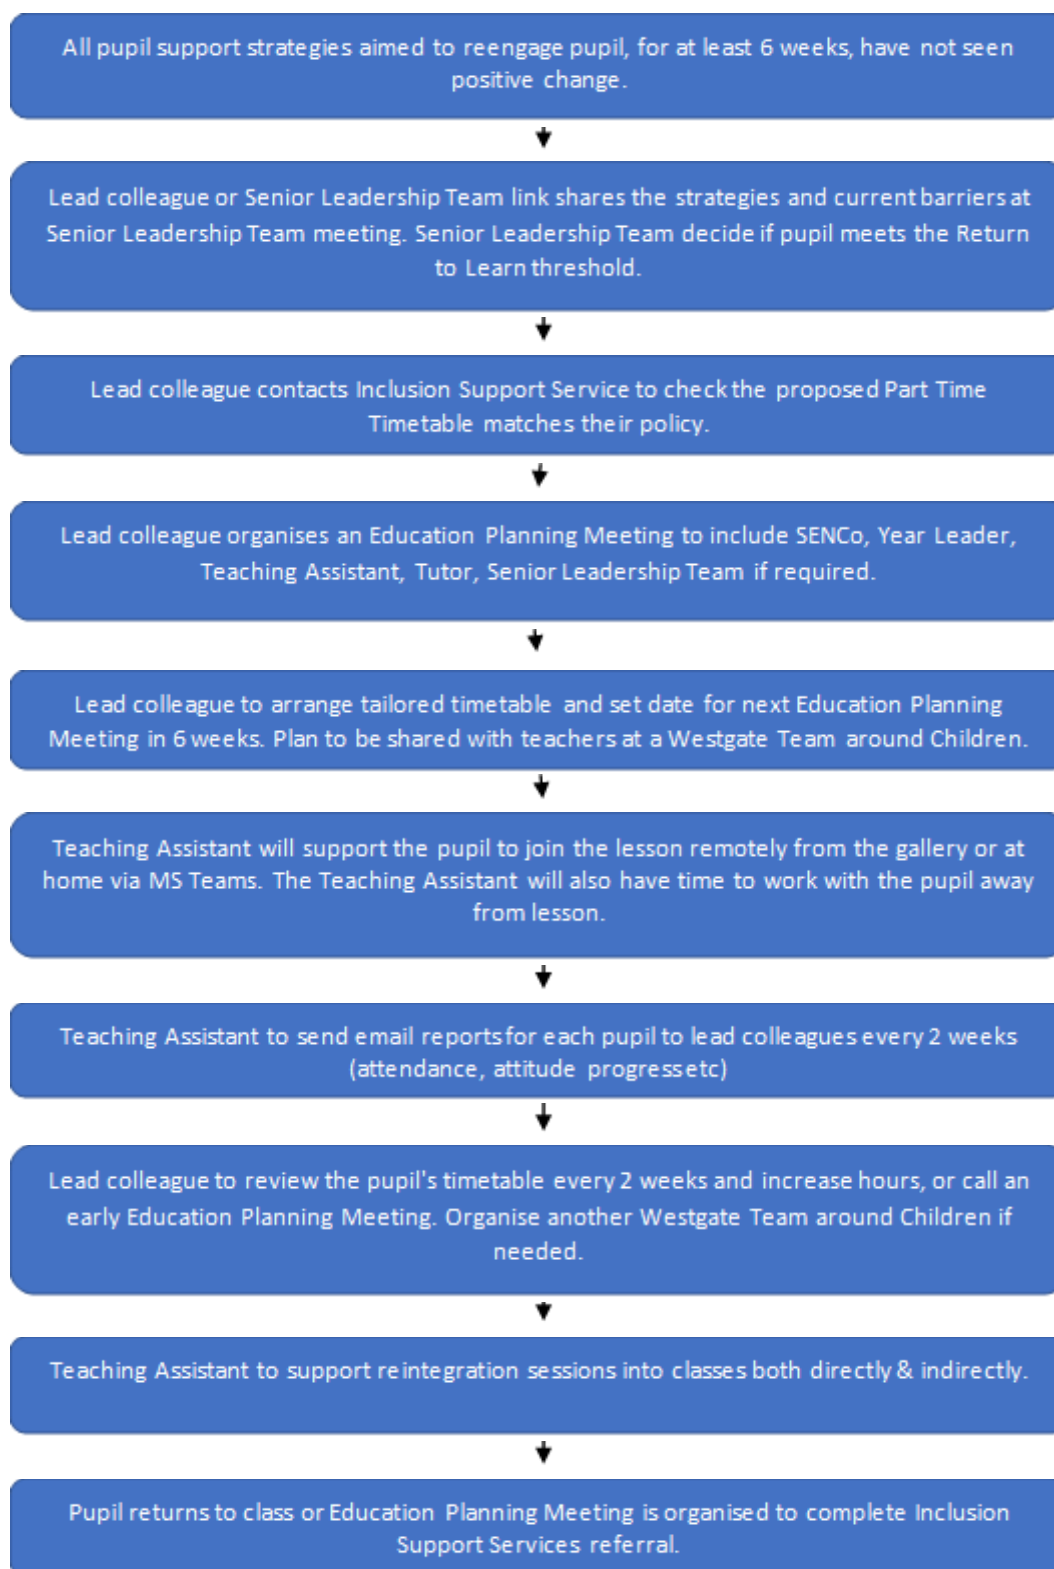 All pupil support strategies aimed to reengage pupil, for at least 6 weeks, have not seen
positive change.
Lead colleague or Senior Leadership Team link shares the strategies and current barriers at
Senior Leadership Team meeting. Senior Leadership Team decide if pupil meets the Return
to Learn threshold.
Lead colleague contacts Inclusion Support Service to check the proposed Part Time
Timetable matches their policy.
Lead colleague organises an Education Planning Meeting to include SENCo, Year Leader,
Teaching Assistant, Tutor, Senior Leadership Team if required.
Lead colleague to arrange tailored timetable and set date for next Education Planning
Meeting in 6 weeks. Plan to be shared with teachers at a Westgate Team around Children.
Teaching Assistant will support the pupil to join the lesson remotely from the gallery or at
home via MS Teams. The Teaching Assistant will also have time to work with the pupil away
from lesson.
Teaching Assistant to send email reports for each pupil to lead colleagues every 2 weeks
(attendance, attitude progress etc)
Lead colleague to review the pupil's timetable every 2 weeks and increase hours, or call an
early Education Planning Meeting. Organise another Westgate Team around Children if
needed.
Teaching Assistant to support reintegration sessions into classes both directly & indirectly.
Pupil returns to class or Education Planning Meeting is organised to complete Inclusion
Support Services referral.